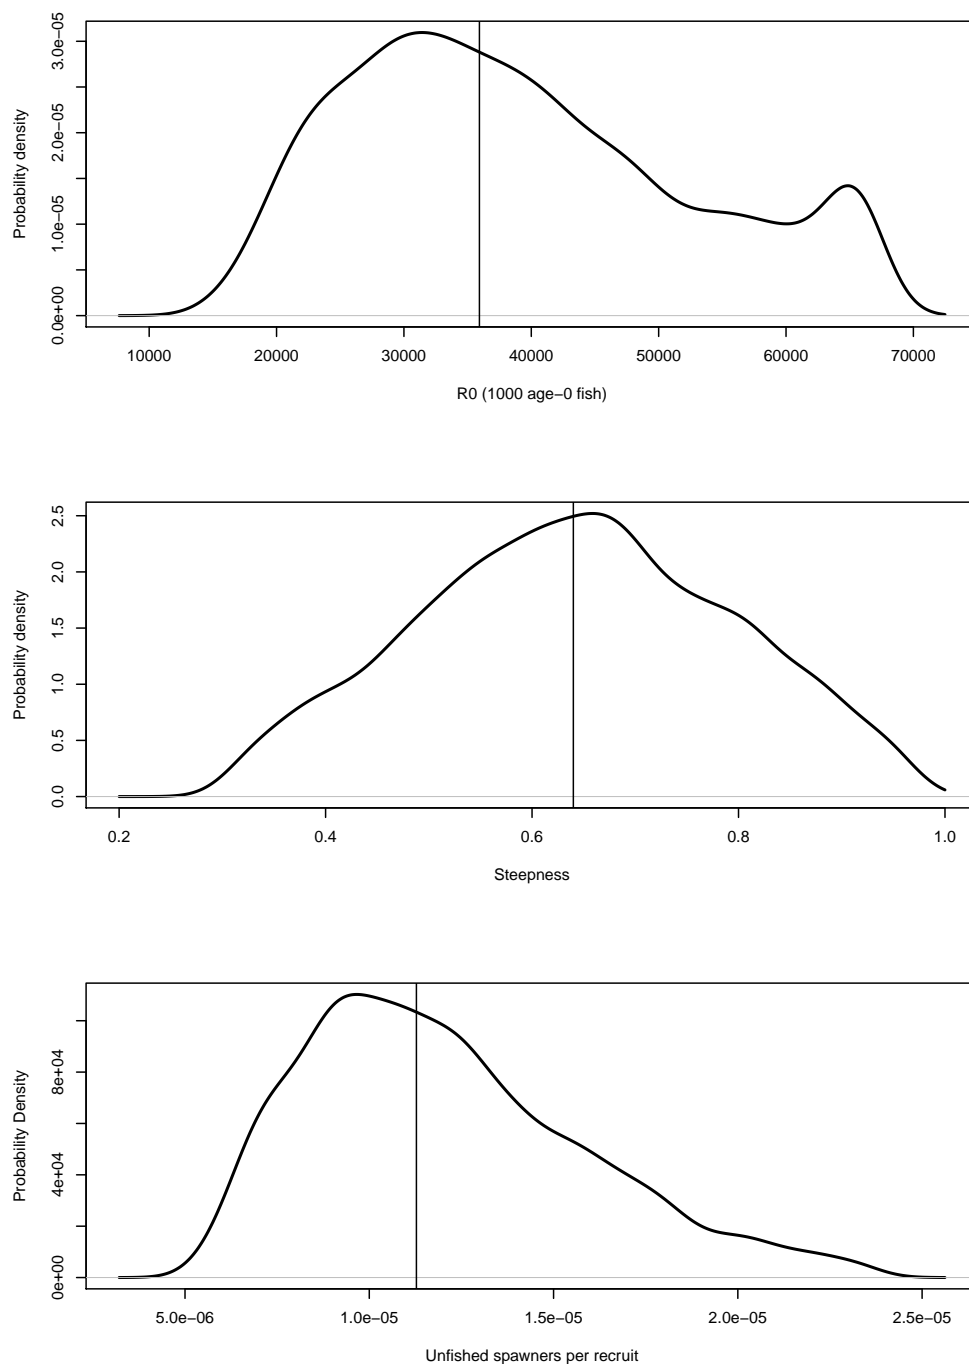 Probability density
3.0e−05
2.0e−05
1.0e−05
0.0e+00
10000 20000 30000 40000 50000 60000 70000
R0 (1000 age−0 fish)
Probability density
2.5
2.0
1.5
1.0
0.5
0.0
0.2 0.4 0.6 0.8 1.0
Steepness
Probability Density
8e+04
4e+04
0e+00
5.0e−06 1.0e−05 1.5e−05 2.0e−05 2.5e−05
Unfished spawners per recruit